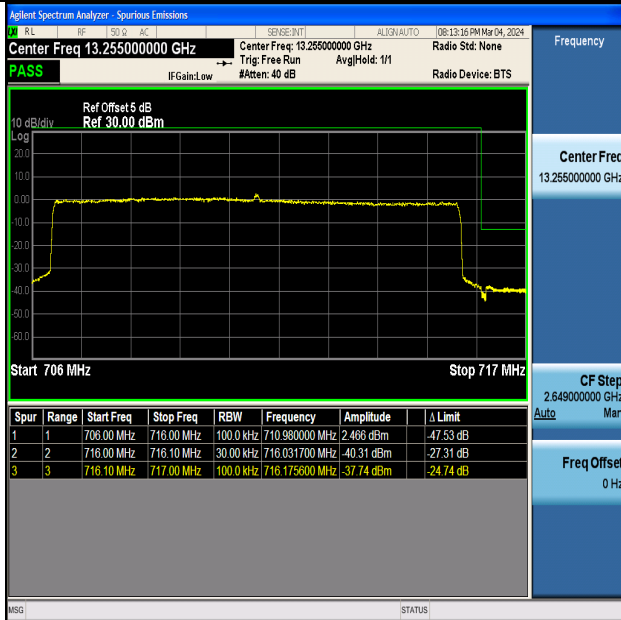 Agilent Spectrum Analyzer - Spurious Emissions
RL RF 50 Ω AC SENSE:INT ALIGN AUTO 08:13:16 PM Mar 04, 2024
Center Freq 13.255000000 GHz
Center Freq: 13.255000000 GHz
Radio Std: None
Trig: Free Run Avg|Hold: 1/1
PASS
IFGain:Low
#Atten: 40 dB
Radio Device: BTS
Ref Offset 5 dB
10 dB/div Ref 30.00 dBm
Log
20.0
10.0
0.00
-10.0
-20.0
-30.0
-40.0
-50.0
-60.0
Start 706 MHz Stop 717 MHz
Spur Range Start Freq Stop Freq RBW Frequency Amplitude Δ Limit
1 1 706.00 MHz 716.00 MHz 100.0 kHz 710.980000 MHz 2.466 dBm -47.53 dB
2 2 716.00 MHz 716.10 MHz 30.00 kHz 716.031700 MHz -40.31 dBm -27.31 dB
3 3 716.10 MHz 717.00 MHz 100.0 kHz 716.175600 MHz -37.74 dBm -24.74 dB
MSG STATUS
Frequency
Center Freq
13.255000000 GHz
CF Step
2.649000000 GHz
Auto Man
Freq Offset
0 Hz